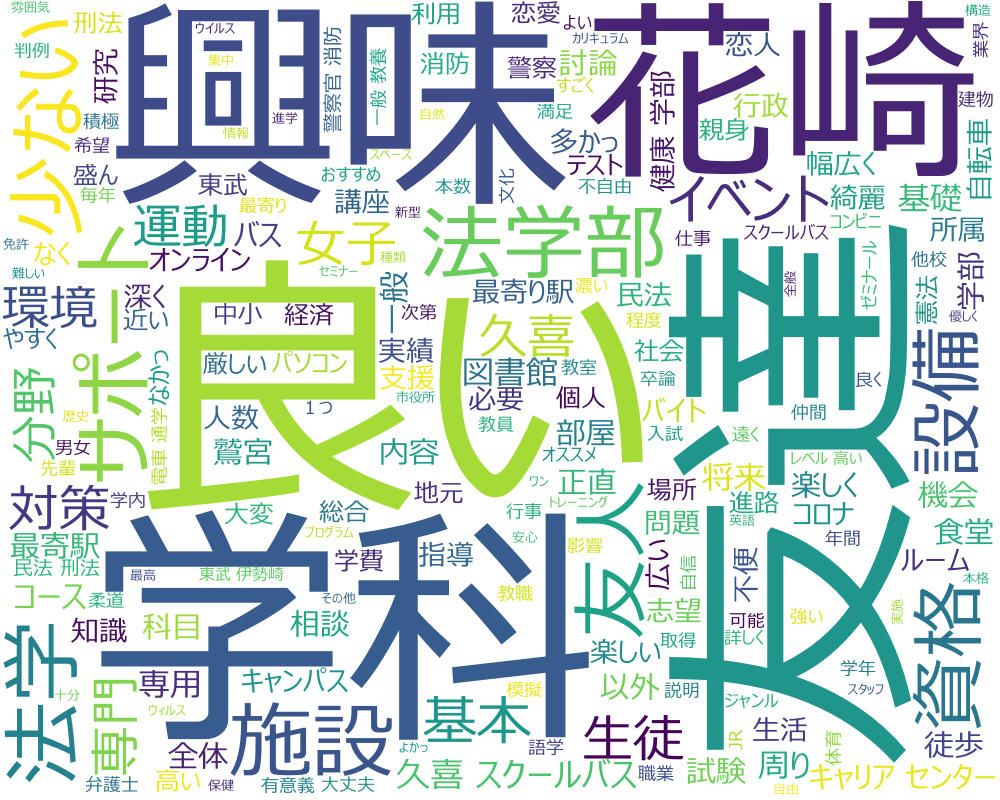 雰囲気
刑法
ウイルス
興味
花崎
利用
恋愛
よい
カリキュラム
構造
判例
少ない
研究
集中
警察官 消防
一般 教養
消防
警察
討論
恋人
業界
積極
情報
すごく
健康 学部
行政
建物
希望
進学
自然
満足
多かっ
親身
自転車
盛ん
毎年
東武
おすすめ
スペース
本数
文化
テスト
不自由
幅広く
最寄り
講座
新型
イベント
綺麗
コンビニ
基礎
免許
なく
運動
バス
女子
種類
法学部
仕事
スクールバス
所属
難しい
サポート
オンライン
セミナー
濃い
最寄り駅
民法
全般
ゼミナール
他校
環境
深く
近い
中小
経済
一般
次第
久喜
程度
憲法
学部
優しく
やすく
なかっ
厳しい
パソコン
実績
図書館
教室
社会
友達
設備
分野
良い
支援
市役所
必要
個人
卒論
良く
歴史
1つ
人数
教員
オススメ
バイト
仲間
男女
電車 通学
鷲宮
内容
部屋
入試
遠く
先輩
ワン
レベル 高い
対策
学内
地元
正直
場所
将来
楽しく
機会
十分
大変
総合
行事
トレーニング
進路
英語
コロナ
最寄駅
学科
プログラム
学費
指導
安心
影響
友人
広い
問題
年間
食堂
民法 刑法
最高
東武 伊勢崎
その他
教職
自信
不便
ルーム
本格
コース
柔道
相談
志望
可能
強い
実施
資格
知識
科目
楽しい
取得
詳しく
法学
専門
専用
キャンパス
模擬
以外
説明
学年
ジャンル
スタッフ
ウィルス
施設
基本
生徒
生活
徒歩
全体
よかっ
語学
JR
体育
周り
弁護士
高い
保健
有意義 大丈夫
久喜 スクールバス
職業
試験
自由
キャリア センター